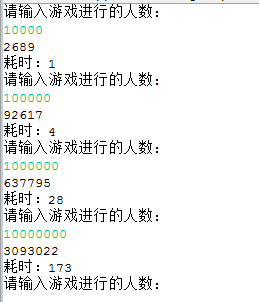 请输入游戏进行的人数：
10000
2689
耗时：1
请输入游戏进行的人数：
100000
92617
耗时：4
请输入游戏进行的人数：
1000000
637795
耗时：28
请输入游戏进行的人数：
10000000
3093022
耗时：173
请输入游戏进行的人数：